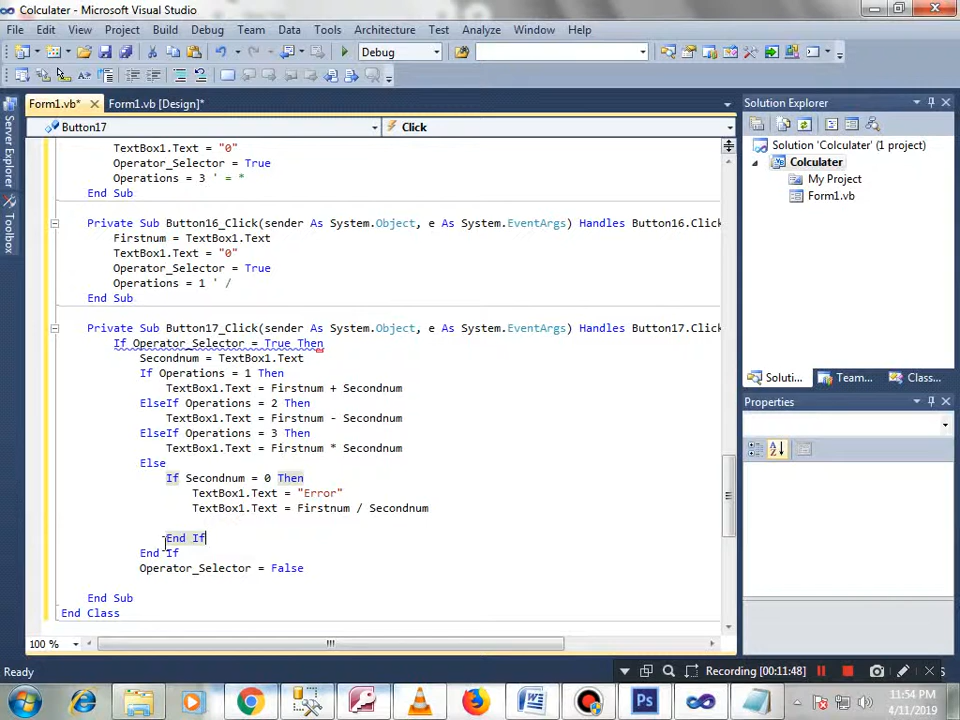 Colculater - Microsoft Visual Studio
File Edit View Project Build Debug Team Data Tools Architecture Test Analyze Window Help
Debug
Form1.vb* Form1.vb [Design]*
Button17 Click
TextBox1.Text = "0"
Operator_Selector = True
Operations = 3 ' = *
End Sub
Private Sub Button16_Click(sender As System.Object, e As System.EventArgs) Handles Button16.Click
Firstnum = TextBox1.Text
TextBox1.Text = "0"
Operator_Selector = True
Operations = 1 ' /
End Sub
Private Sub Button17_Click(sender As System.Object, e As System.EventArgs) Handles Button17.Click
If Operator_Selector = True Then
Secondnum = TextBox1.Text
If Operations = 1 Then
TextBox1.Text = Firstnum + Secondnum
ElseIf Operations = 2 Then
TextBox1.Text = Firstnum - Secondnum
ElseIf Operations = 3 Then
TextBox1.Text = Firstnum * Secondnum
Else
If Secondnum = 0 Then
TextBox1.Text = "Error"
TextBox1.Text = Firstnum / Secondnum
End If
End If
Operator_Selector = False
End Sub
End Class
100 %
Ready
Server Explorer
Toolbox
Solution Explorer
Solution 'Colculater' (1 project)
Colculater
My Project
Form1.vb
Soluti... Team... Class...
Properties
Recording [00:11:48]
11:54 PM
4/11/2019